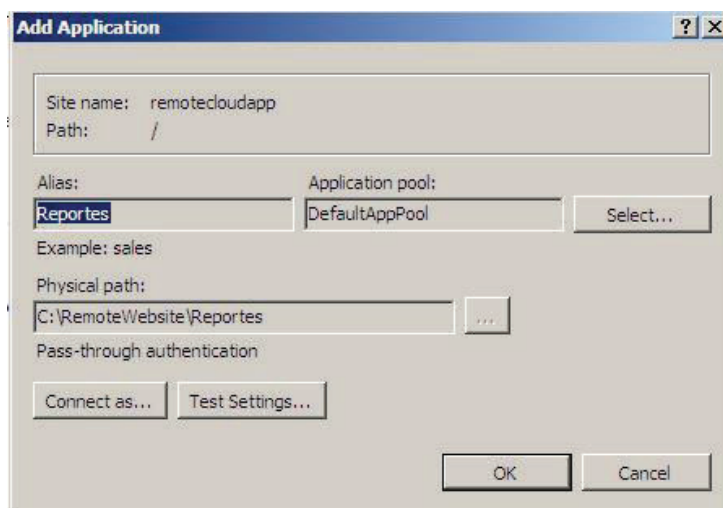 Add Application
Site name: remotecloudapp
Path: /
Alias: Application pool:
Reportes DefaultAppPool Select...
Example: sales
Physical path:
C:\RemoteWebsite\Reportes ...
Pass-through authentication
Connect as... Test Settings...
OK Cancel